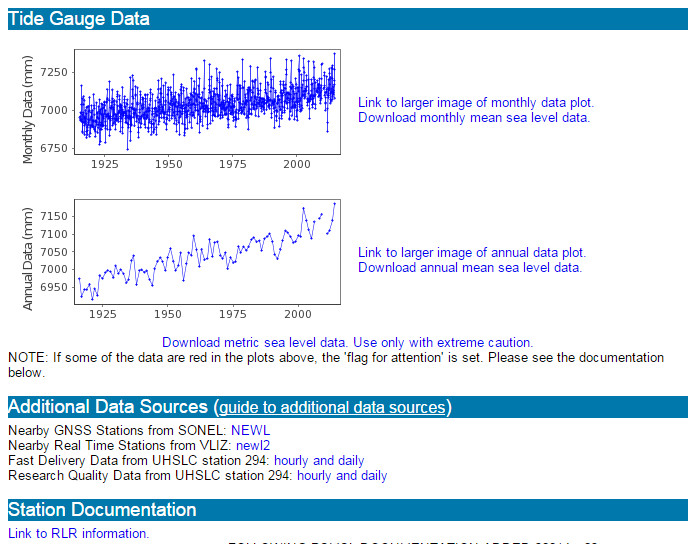 Tide Gauge Data
Monthly Data (mm)
7250
7000
6750
1925
1950
1975
2000
Link to larger image of monthly data plot.
Download monthly mean sea level data.
Annual Data (mm)
7150
7100
7050
7000
6950
1925
1950
1975
2000
Link to larger image of annual data plot.
Download annual mean sea level data.
Download metric sea level data. Use only with extreme caution.
NOTE: If some of the data are red in the plots above, the 'flag for attention' is set. Please see the documentation
below.
Additional Data Sources (guide to additional data sources)
Nearby GNSS Stations from SONEL: NEWL
Nearby Real Time Stations from VLIZ: newl2
Fast Delivery Data from UHSLC station 294: hourly and daily
Research Quality Data from UHSLC station 294: hourly and daily
Station Documentation
Link to RLR information.